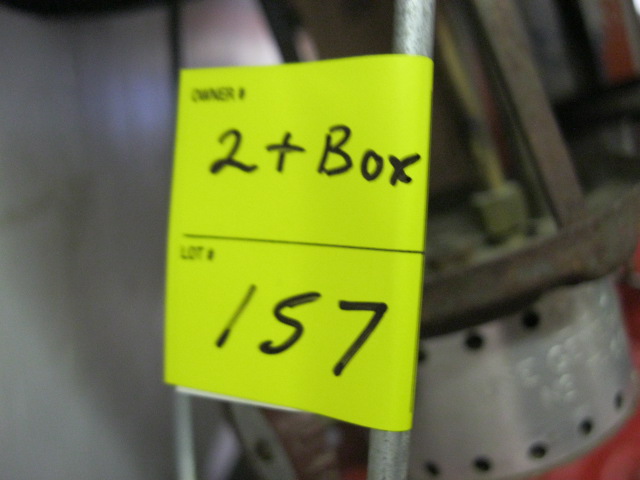 OWNER #
2 + Box
LOT #
157